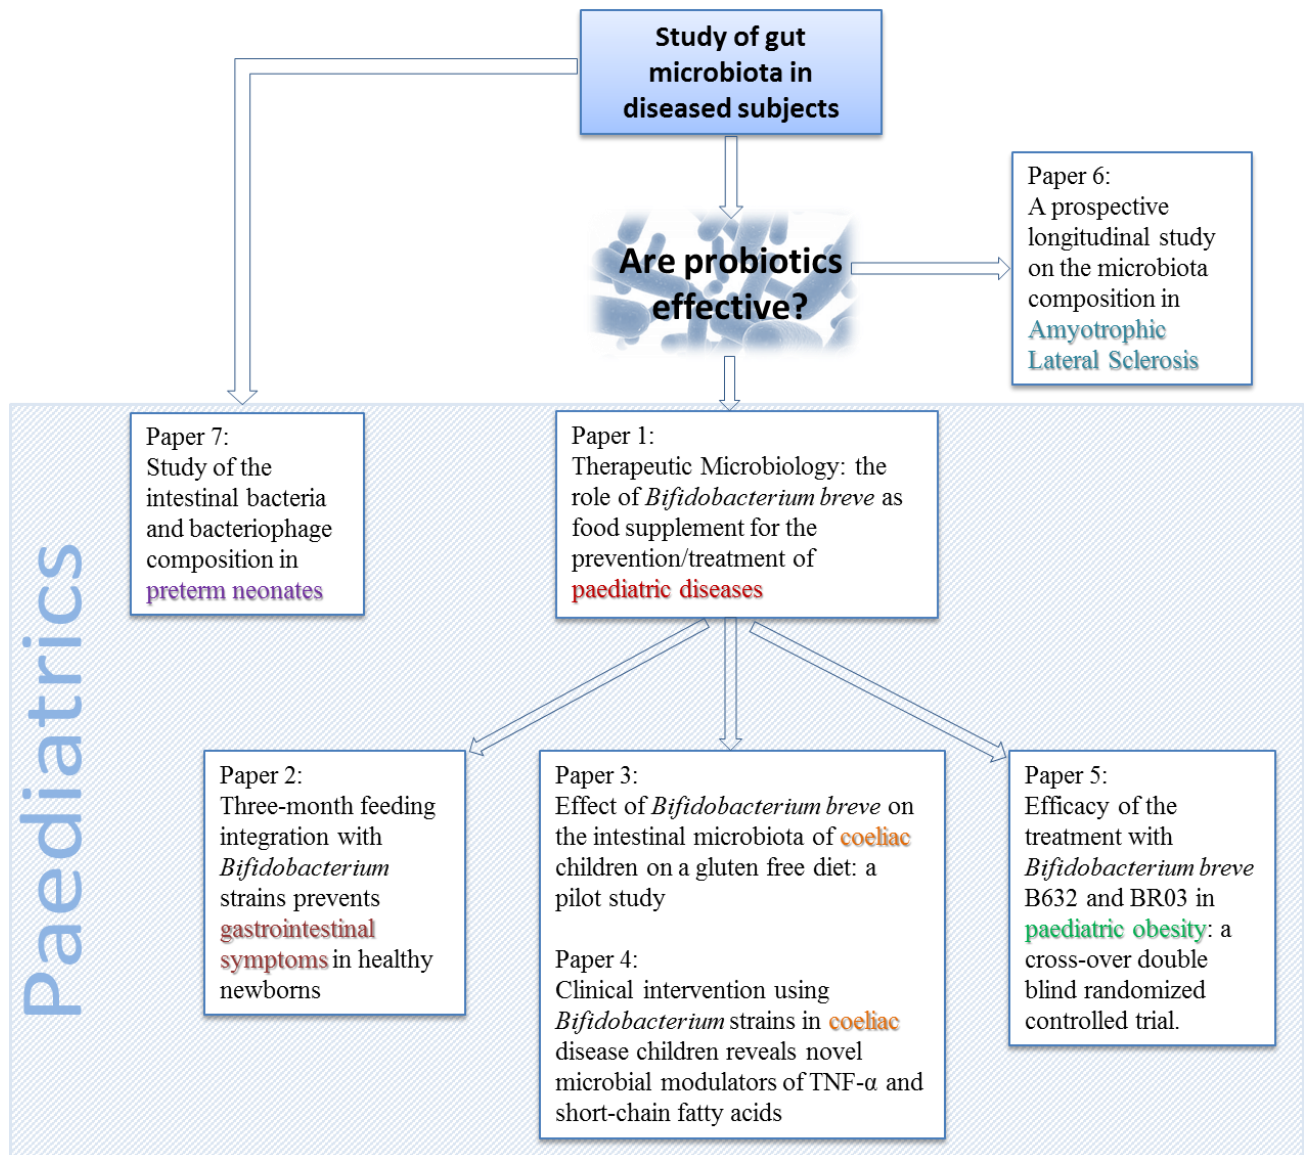 Study of gut
microbiota in
diseased subjects
Are probiotics
effective?
Paper 6:
A prospective
longitudinal study
on the microbiota
composition in
Amyotrophic
Lateral Sclerosis
Paediatrics
Paper 7:
Study of the
intestinal bacteria
and bacteriophage
composition in
preterm neonates
Paper 1:
Therapeutic Microbiology: the
role of Bifidobacterium breve as
food supplement for the
prevention/treatment of
paediatric diseases
Paper 2:
Three-month feeding
integration with
Bifidobacterium
strains prevents
gastrointestinal
symptoms in healthy
newborns
Paper 3:
Effect of Bifidobacterium breve on
the intestinal microbiota of coeliac
children on a gluten free diet: a
pilot study
Paper 4:
Clinical intervention using
Bifidobacterium strains in coeliac
disease children reveals novel
microbial modulators of TNF-α and
short-chain fatty acids
Paper 5:
Efficacy of the
treatment with
Bifidobacterium breve
B632 and BR03 in
paediatric obesity: a
cross-over double
blind randomized
controlled trial.